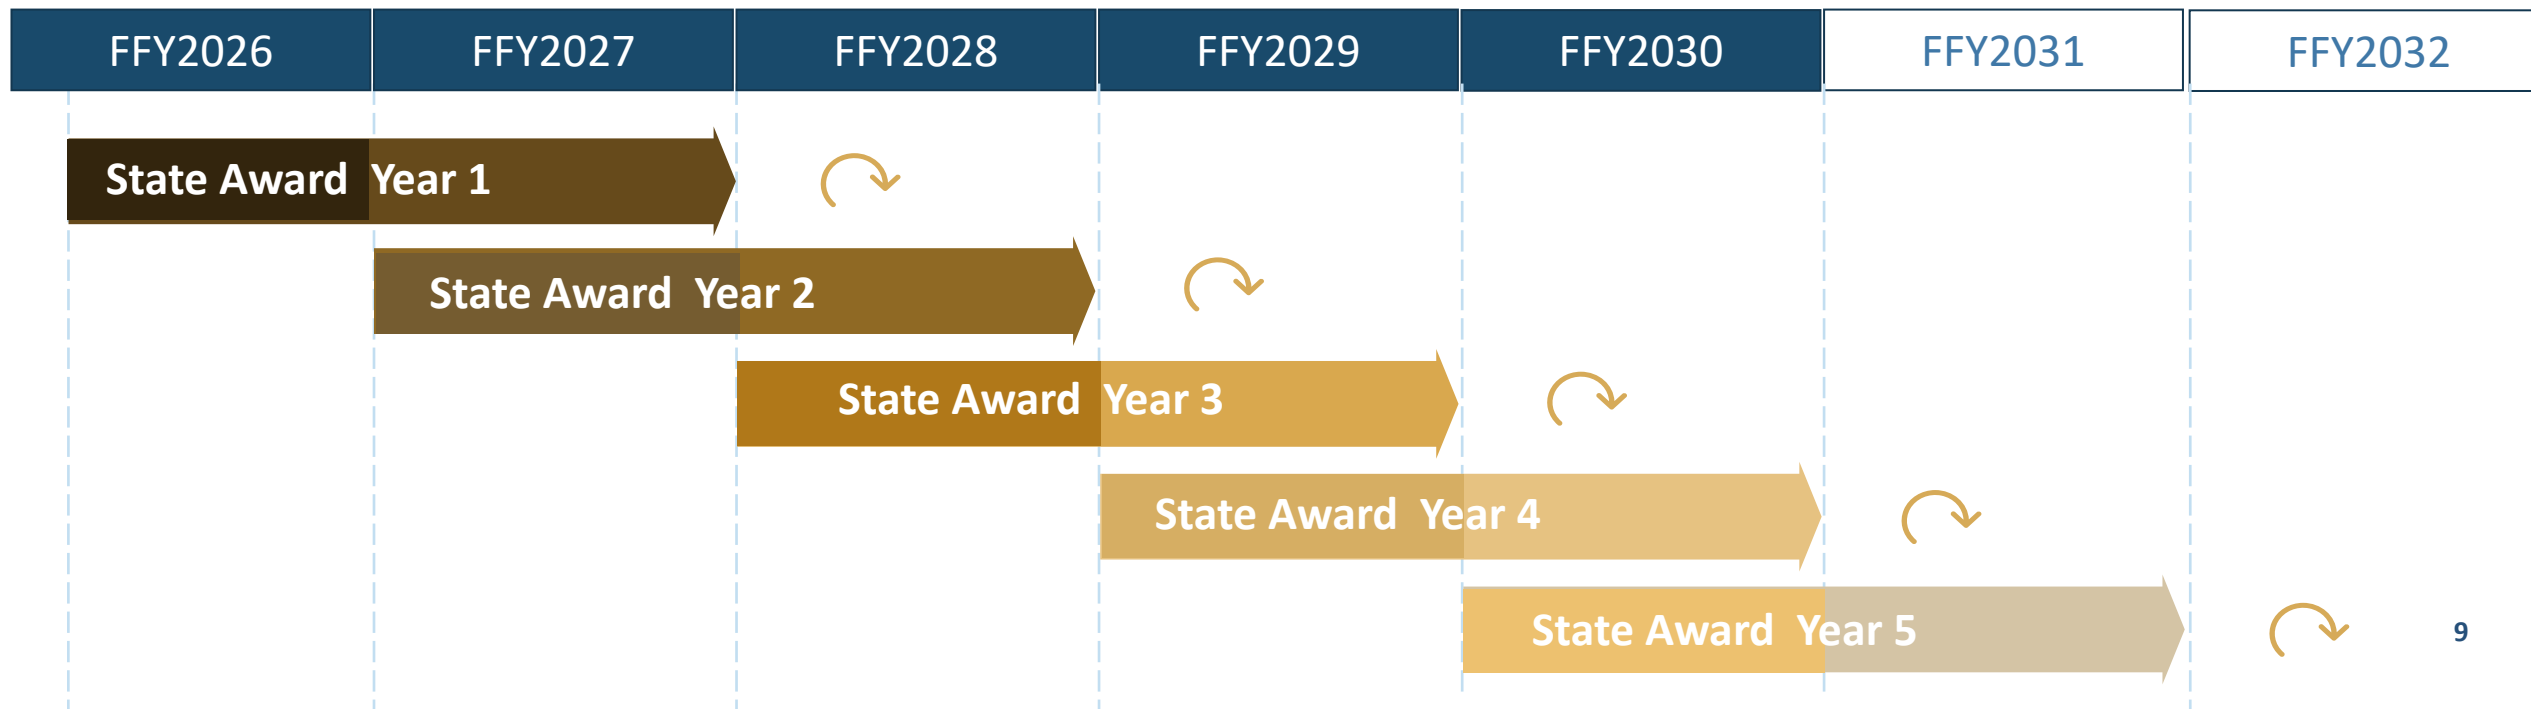 FFY2026 FFY2027 FFY2028 FFY2029 FFY2030 FFY2031 FFY2032
State Award Year 1
State Award Year 2
State Award Year 3
State Award Year 4
State Award Year 5
9